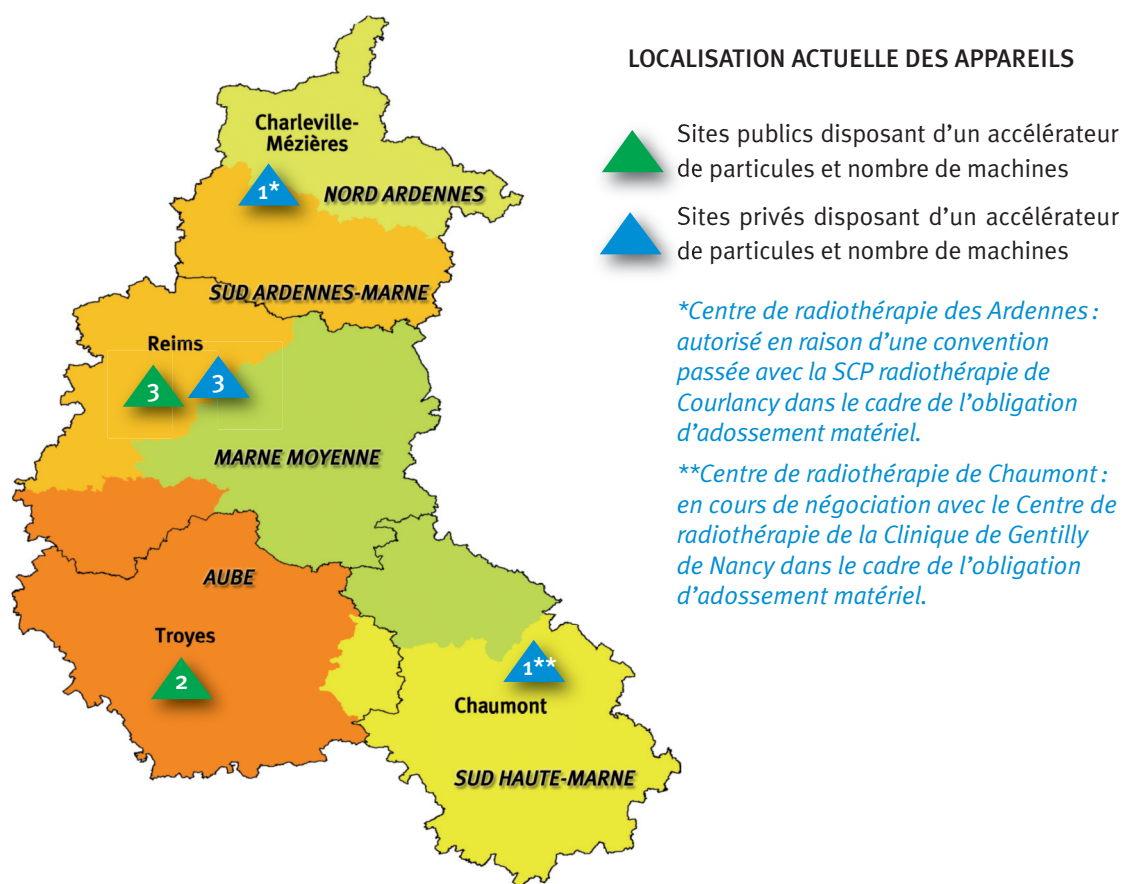 LOCALISATION ACTUELLE DES APPAREILS
Sites publics disposant d’un accélérateur
de particules et nombre de machines
Sites privés disposant d’un accélérateur
de particules et nombre de machines
*Centre de radiothérapie des Ardennes :
autorisé en raison d’une convention
passée avec la SCP radiothérapie de
Courlancy dans le cadre de l’obligation
d’adossement matériel.
**Centre de radiothérapie de Chaumont :
en cours de négociation avec le Centre de
radiothérapie de la Clinique de Gentilly
de Nancy dans le cadre de l’obligation
d’adossement matériel.
Charleville-
Mézières
1*
NORD ARDENNES
SUD ARDENNES-MARNE
Reims
3
3
MARNE MOYENNE
AUBE
Troyes
2
1**
Chaumont
SUD HAUTE-MARNE